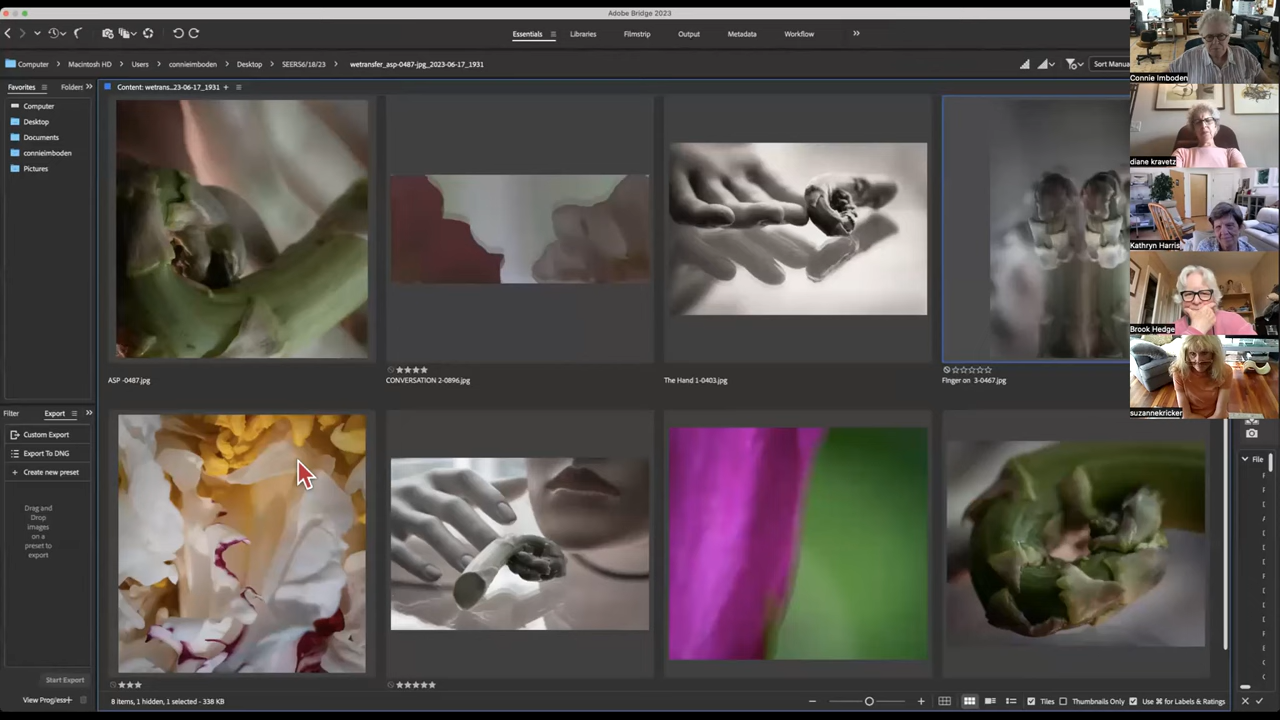 Adobe Bridge 2023
Essentials
Libraries
Filmstrip
Output
Metadata
Workflow
Computer
Macintosh HD
Users
connieimboden
Desktop
SEERS6/18/23
wetransfer_asp-0487-jpg_2023-06-17_1931
Sort Manua
Connie Imboden
Favorites
Folders
Content: wetrans...23-06-17_1931
Computer
Desktop
Documents
connieimboden
Pictures
diane kravetz
Kathryn Harris
Brook Hedge
suzannekricker
ASP -0487.jpg
CONVERSATION 2-0896.jpg
The Hand 1-0403.jpg
Finger on 3-0467.jpg
Filter
Export
Custom Export
Export To DNG
Create new preset
Drag and
Drop
images
on a
preset to
export
File
Start Export
View Progress
8 items, 1 hidden, 1 selected - 338 KB
Tiles
Thumbnails Only
Use ⌘ for Labels & Ratings